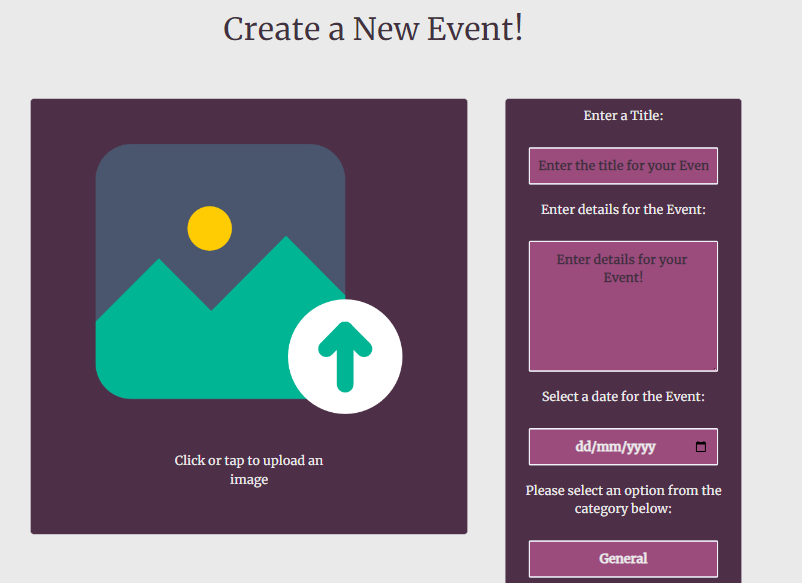 Create a New Event!
Click or tap to upload an
image
Enter a Title:
Enter the title for your Even
Enter details for the Event:
Enter details for your
Event!
Select a date for the Event:
dd/mm/yyyy
Please select an option from the
category below:
General